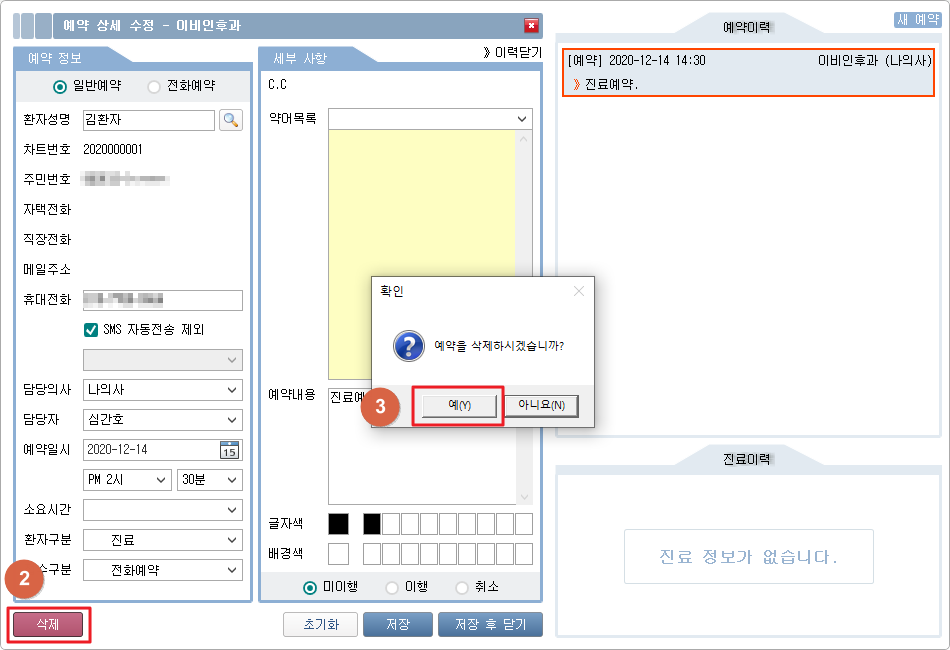 예약 상세 수정 - 이비인후과
예약 정보
일반예약
전화예약
환자성명
김환자
차트번호
2020000001
주민번호
자택전화
직장전화
메일주소
휴대전화
SMS 자동전송 제외
담당의사
나의사
담당자
심간호
예약일시
2020-12-14
15
PM 2시
30분
소요시간
환자구분
진료
수구분
전화예약
2
삭제
세부 사항
》이력닫기
C.C
약어목록
예약내용
진료예
글자색
배경색
미이행
이행
취소
초기화
저장
저장 후 닫기
확인
예약을 삭제하시겠습니까?
3
예(Y)
아니요(N)
예약이력
새 예약
[예약] 2020-12-14 14:30
이비인후과 (나의사)
》진료예약.
진료이력
진료 정보가 없습니다.